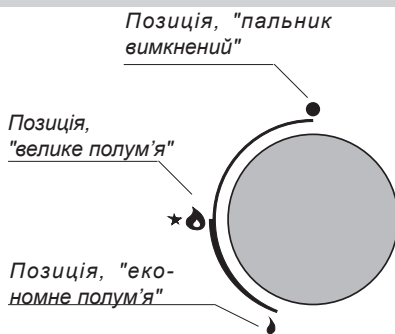 Позиція, "пальник
вимкнений"
Позиція,
"велике полум’я"
Позиція, "еко-
номне полум’я"